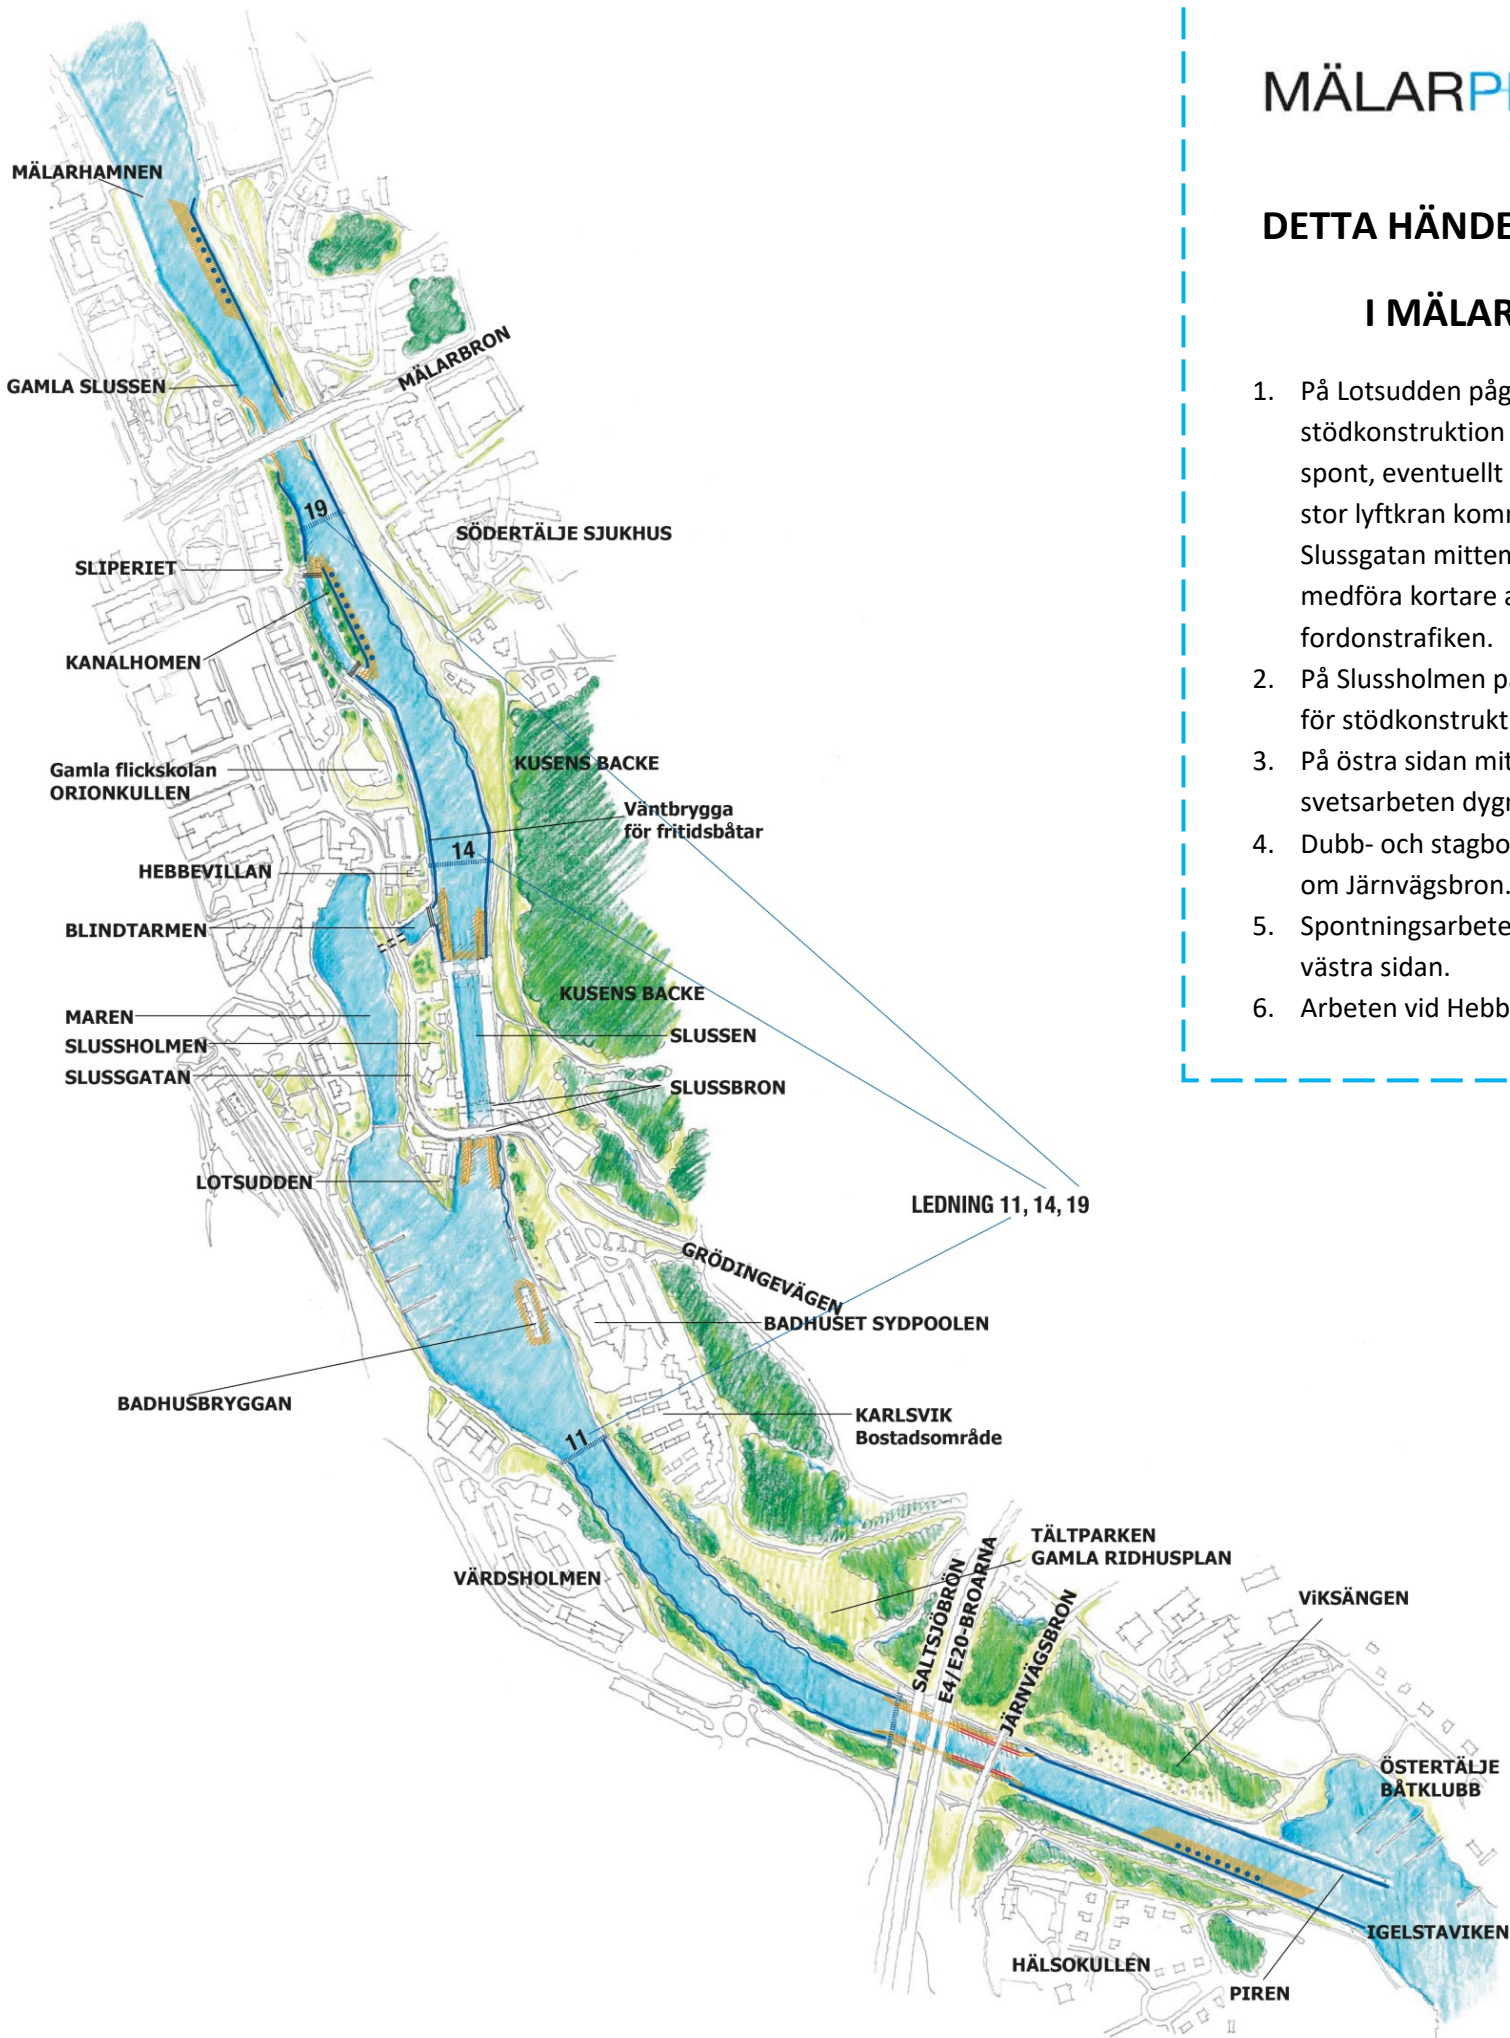 MÄLARHAMNEN
GAMLA SLUSSEN
MÄLARBRON
19
SÖDERTÄLJE SJUKHUS
SLIPERIET
KANALHOMEN
KUSENS BACKE
Gamla flickskolan
ORIONKULLEN
Väntbrygga
för fritidsbåtar
14
HEBBEVILLAN
BLINDTARMEN
KUSENS BACKE
MAREN
SLUSSHOLMEN
SLUSSGATAN
SLUSSEN
SLUSSBRON
LOTSUDDEN
LEDNING 11, 14, 19
GRÖDINGEVÄGEN
BADHUSET SYDPOOLEN
BADHUSBRYGGAN
KARLSVIK
Bostadsområde
11
VÄRDSHOLMEN
TÄLTPARKEN
GAMLA RIDHUSPLAN
SALTSJÖBRÖN
E4/E20-BROARNA
JÄRNVÄGSBRON
ViKSÄNGEN
ÖSTERTÄLJE
BÅTKLUBB
IGELSTAVIKEN
HÄLSOKULLEN
PIREN
MÄLAR
DETTA HÄNDE
I MÄLAR
1. På Lotsudden påg
stödkonstruktion
spont, eventuellt
stor lyftkran komm
Slussgatan mitten
medföra kortare a
fordonstrafiken.
2. På Slussholmen på
för stödkonstrukt
3. På östra sidan mit
svetsarbeten dygn
4. Dubb- och stagbo
om Järnvägsbron.
5. Spontningsarbete
västra sidan.
6. Arbeten vid Hebb